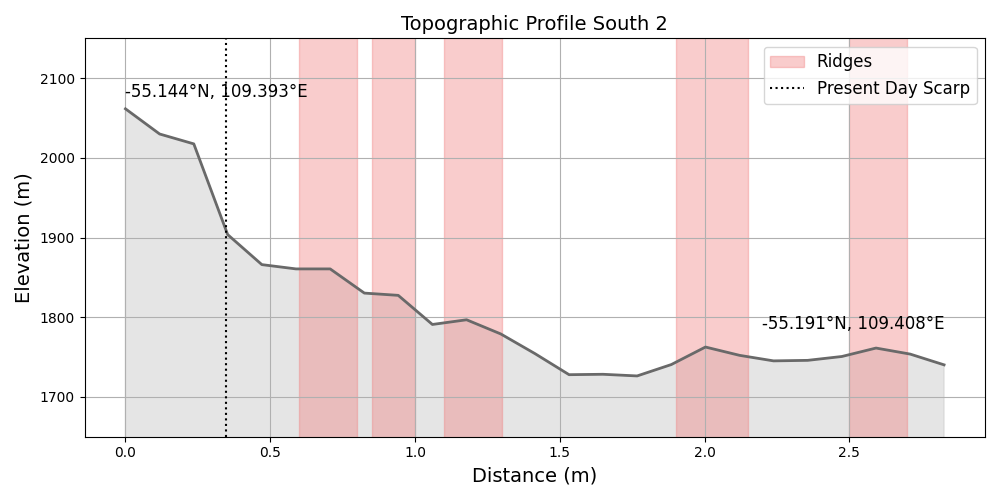 Topographic Profile South 2
Elevation (m)
2100
2000
1900
1800
1700
-55.144°N, 109.393°E
-55.191°N, 109.408°E
Ridges
Present Day Scarp
0.0 0.5 1.0 1.5 2.0 2.5
Distance (m)